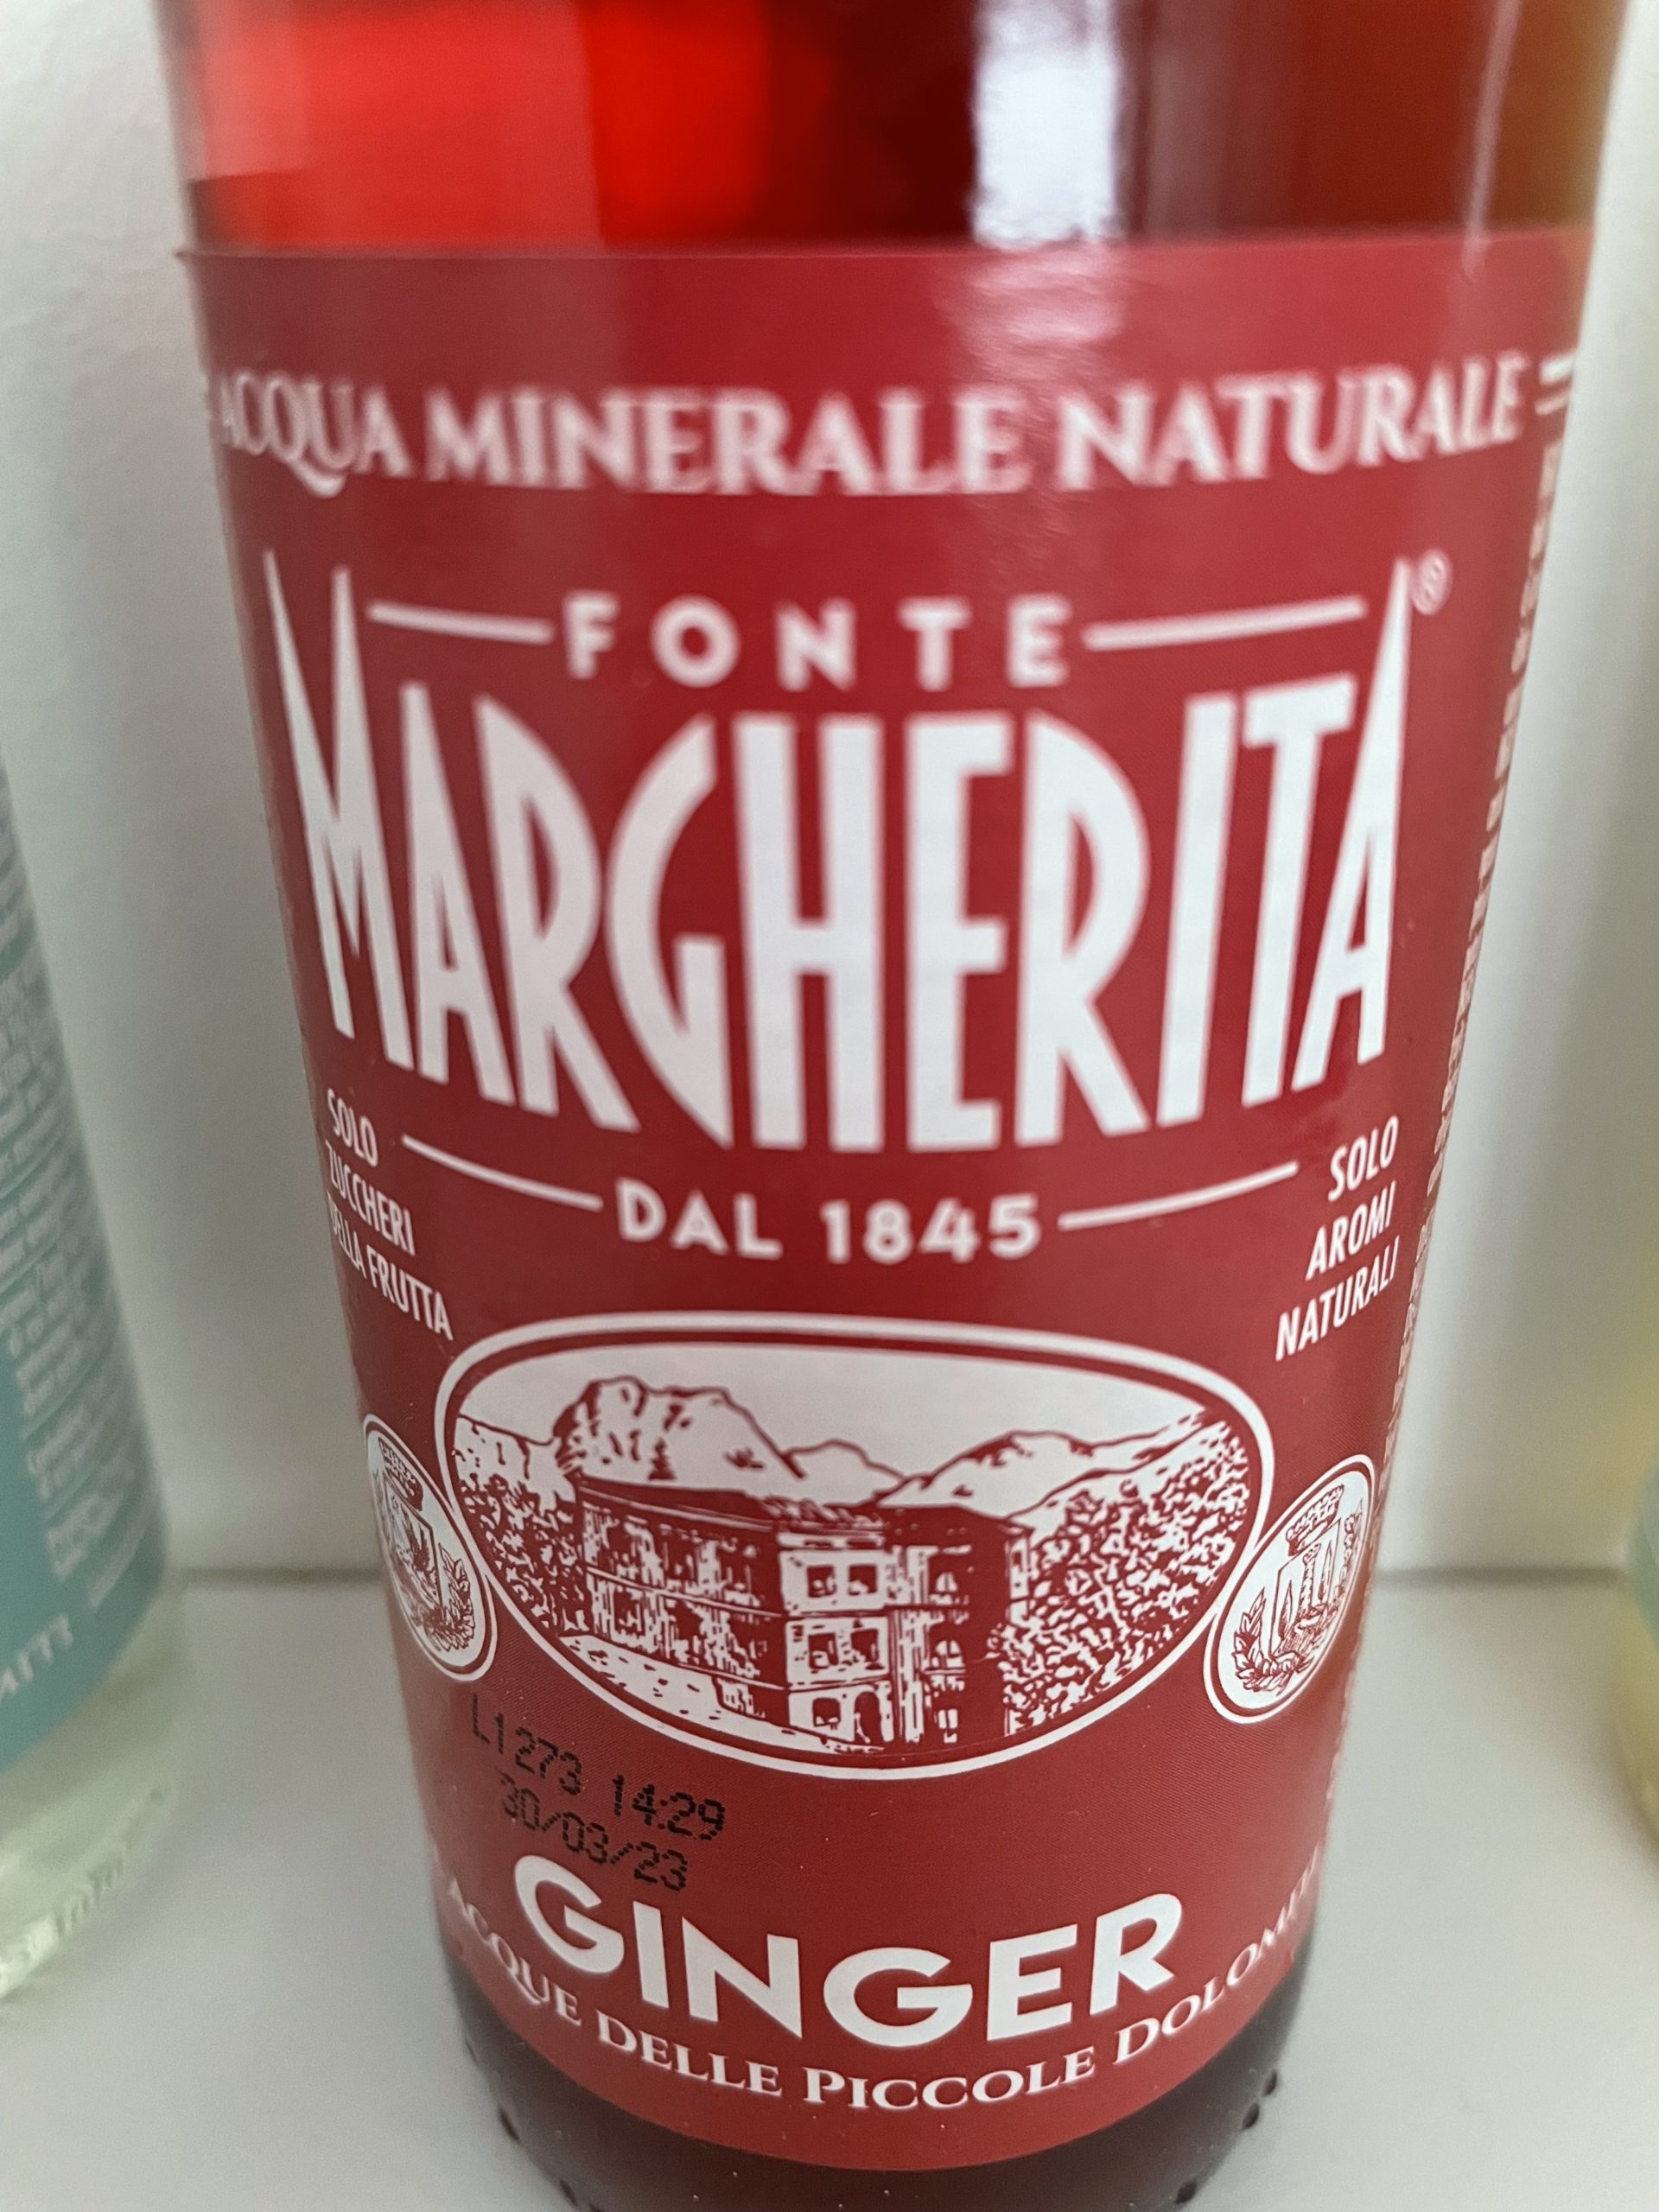 ACQUA MINERALE NATURALE
FONTE
MARGHERITA®
DAL 1845
SOLO
ZUCCHERI
DELLA FRUTTA
SOLO
AROMI
NATURALI
L1273 14:29
30/03/23
GINGER
ACQUE DELLE PICCOLE DOLOMITI